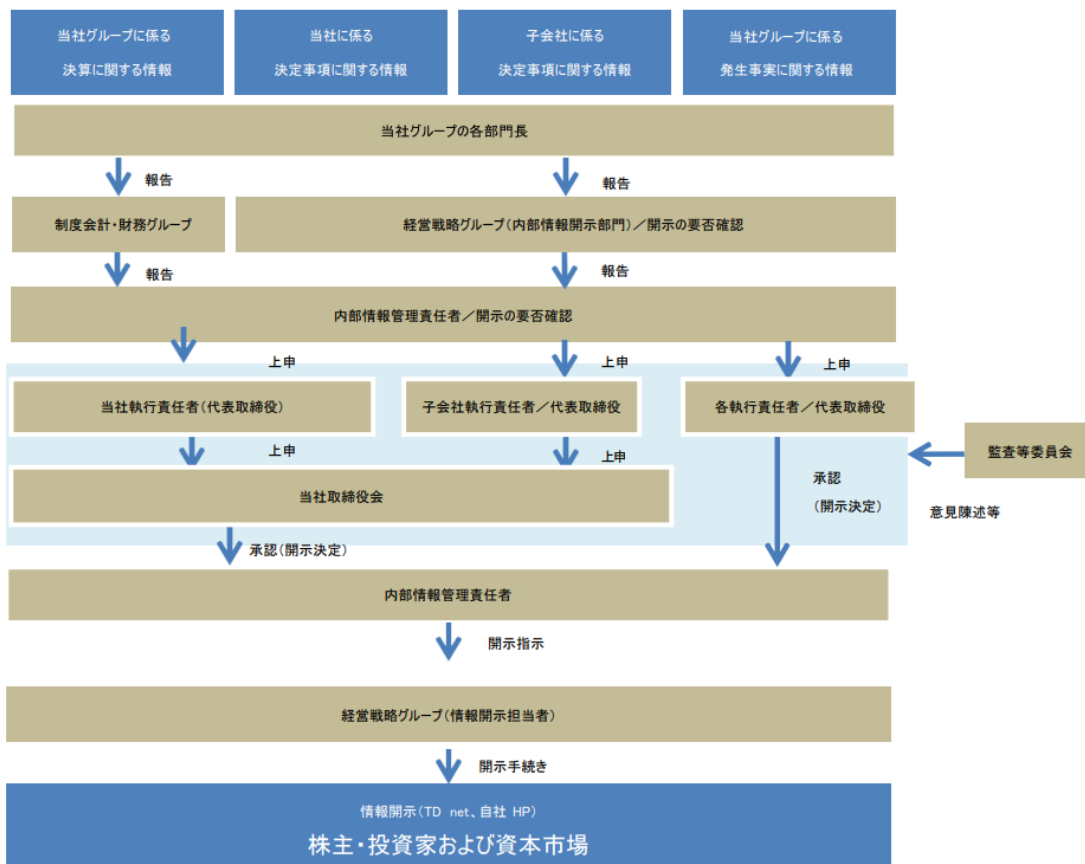 当社グループに係る
決算に関する情報
当社に係る
決定事項に関する情報
子会社に係る
決定事項に関する情報
当社グループに係る
発生事実に関する情報
当社グループの各部門長
報告
報告
制度会計・財務グループ
経営戦略グループ(内部情報開示部門)／開示の要否確認
報告
報告
内部情報管理責任者／開示の要否確認
上申
上申
上申
当社執行責任者(代表取締役)
子会社執行責任者／代表取締役
各執行責任者／代表取締役
上申
上申
監査等委員会
当社取締役会
承認
(開示決定)
意見陳述等
承認(開示決定)
内部情報管理責任者
開示指示
経営戦略グループ(情報開示担当者)
開示手続き
情報開示(TD net、自社 HP)
株主・投資家および資本市場